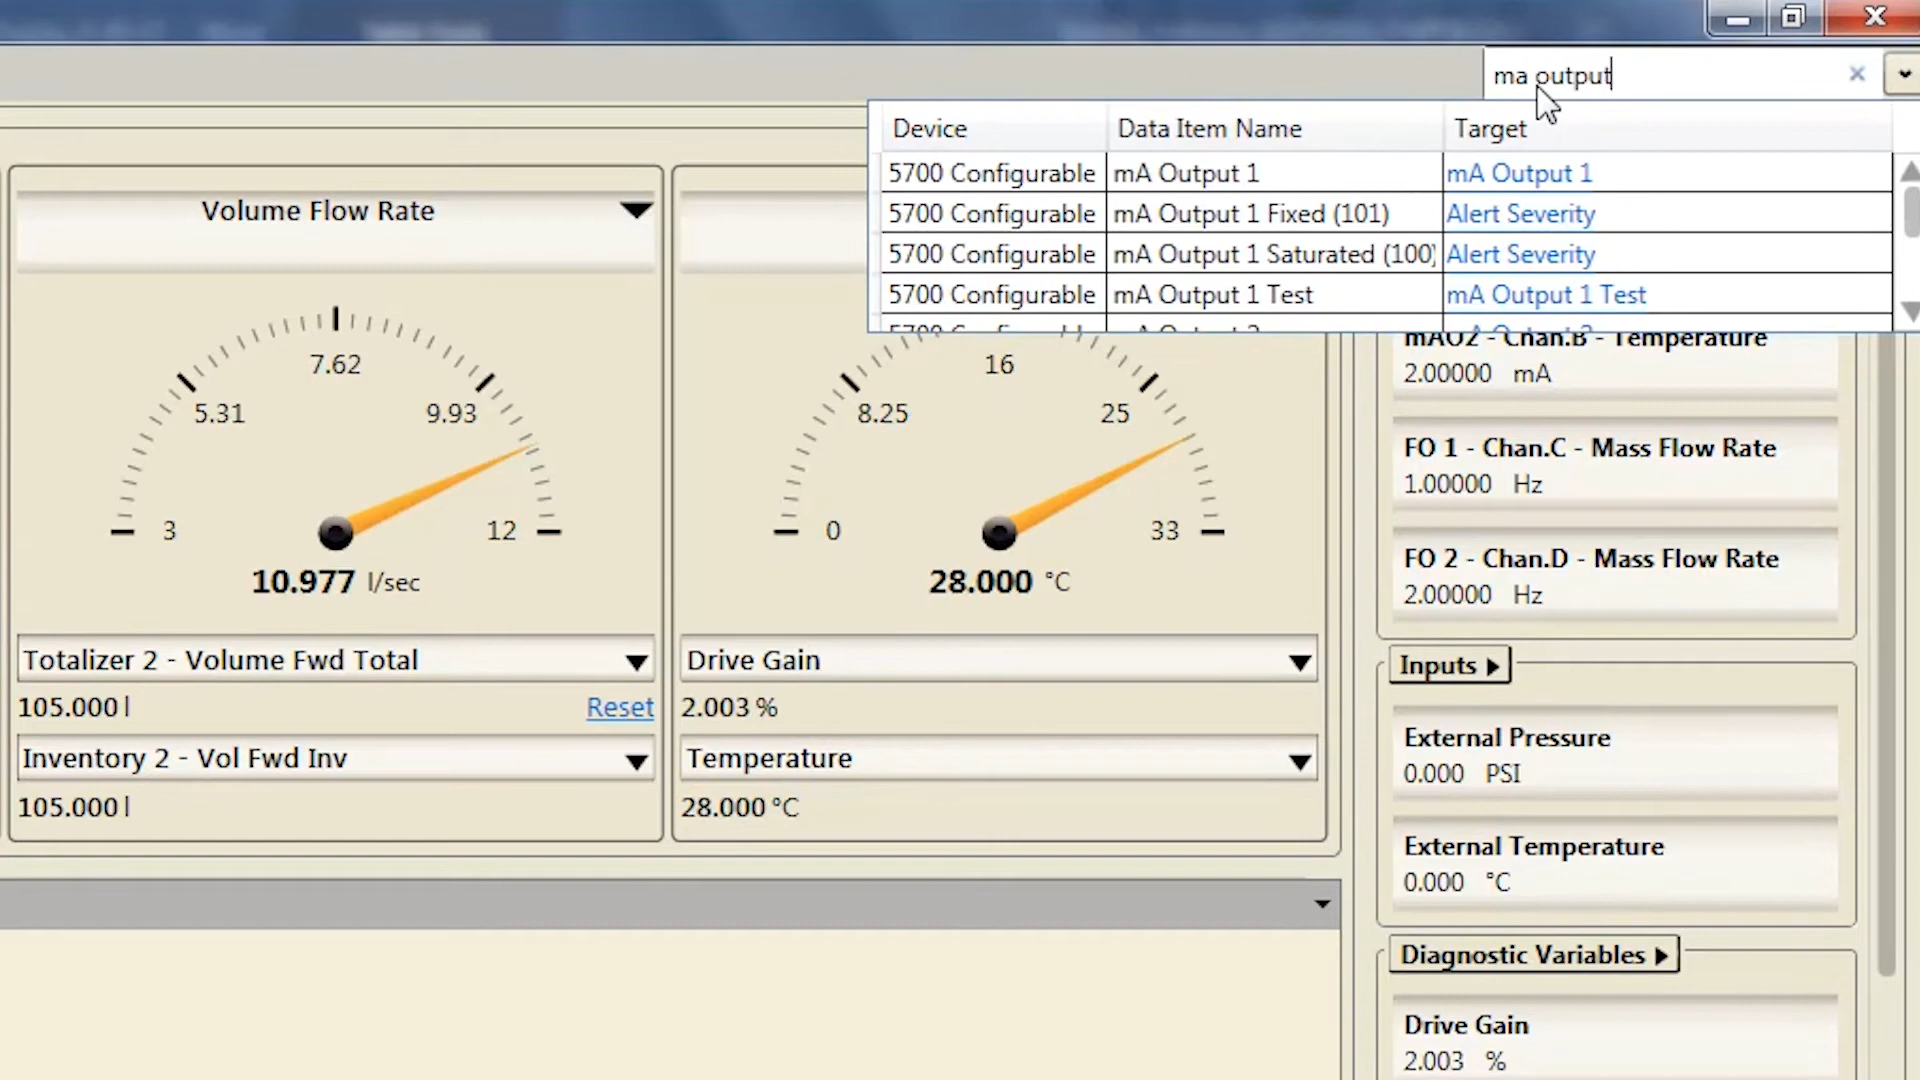 ma output
Device Data Item Name Target
5700 Configurable mA Output 1 mA Output 1
5700 Configurable mA Output 1 Fixed (101) Alert Severity
5700 Configurable mA Output 1 Saturated (100) Alert Severity
5700 Configurable mA Output 1 Test mA Output 1 Test
Volume Flow Rate
7.62
5.31
9.93
3
12
10.977 l/sec
Totalizer 2 - Volume Fwd Total
105.000 l
Reset
Inventory 2 - Vol Fwd Inv
105.000 l
16
8.25
25
0
33
28.000 °C
Drive Gain
2.003 %
Temperature
28.000 °C
mAO2 - Chan.B - Temperature
2.00000 mA
FO 1 - Chan.C - Mass Flow Rate
1.00000 Hz
FO 2 - Chan.D - Mass Flow Rate
2.00000 Hz
Inputs
External Pressure
0.000 PSI
External Temperature
0.000 °C
Diagnostic Variables
Drive Gain
2.003 %